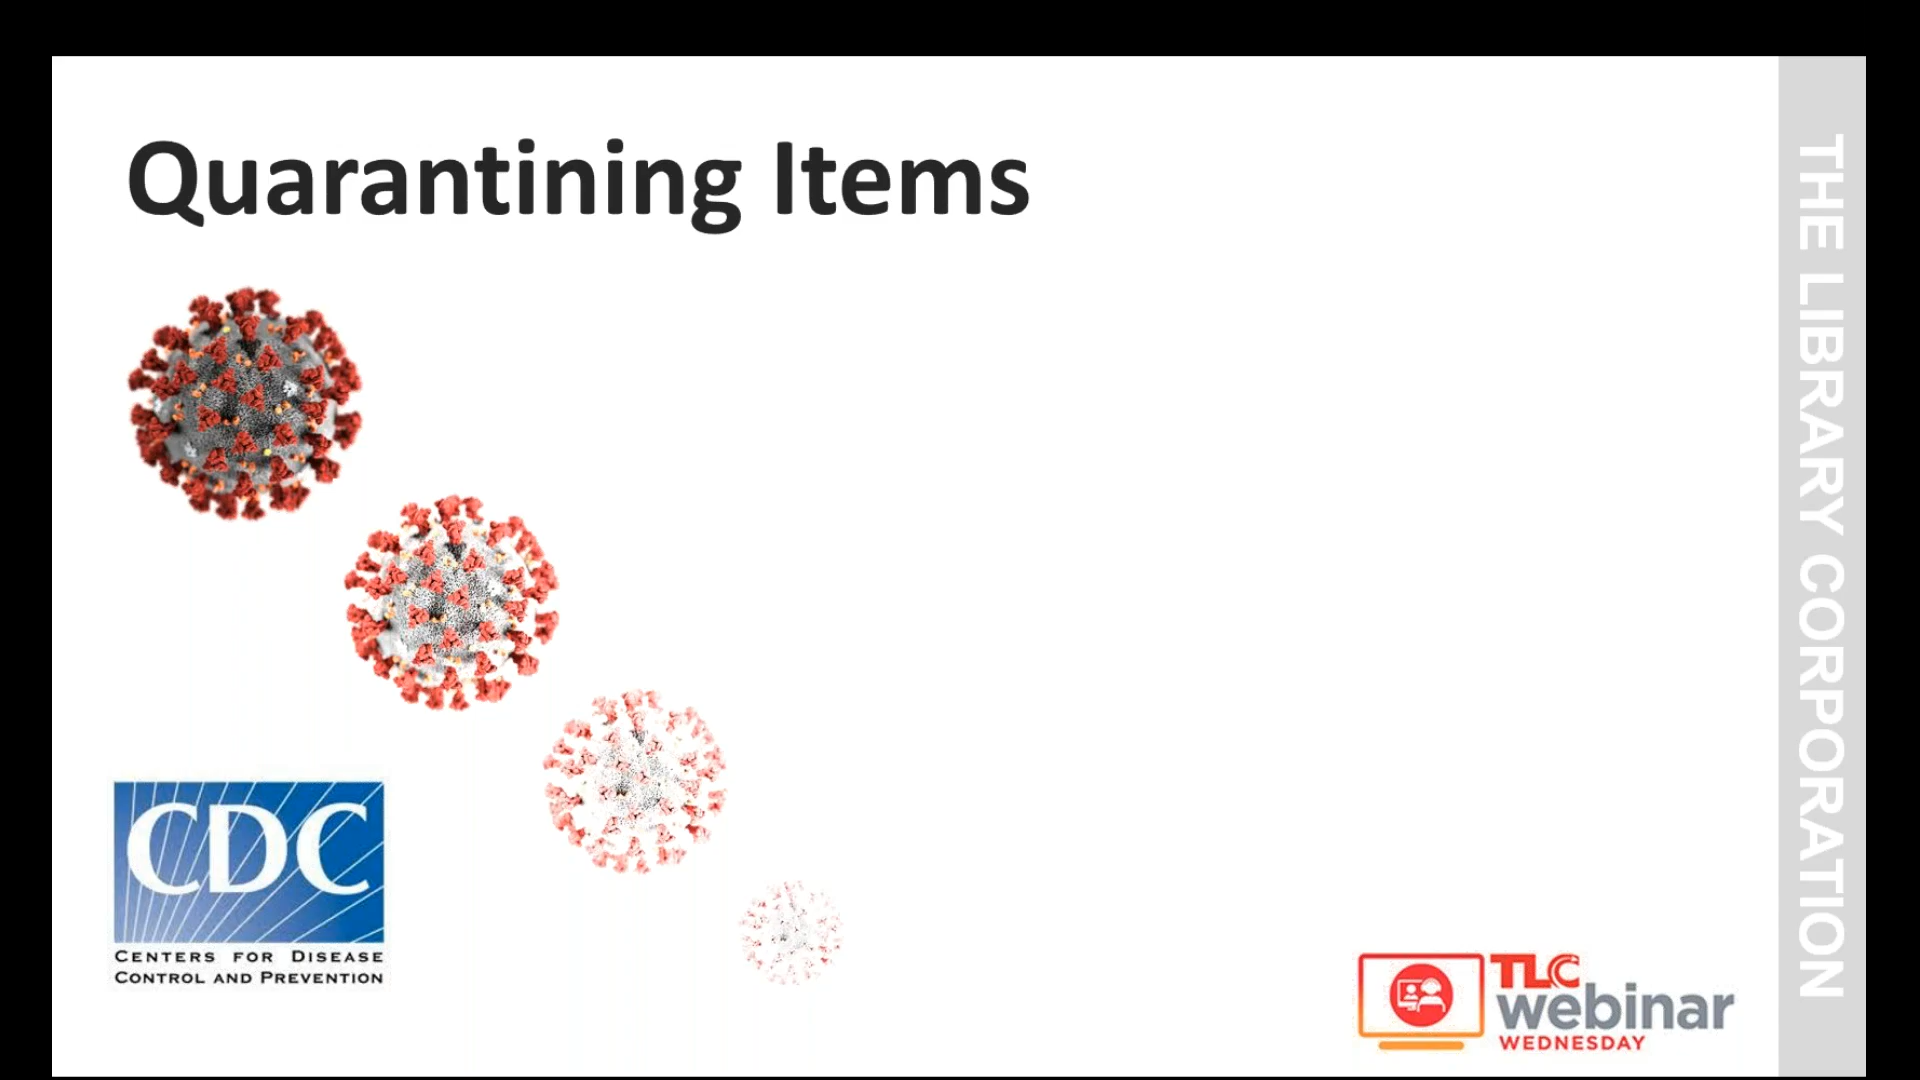 Quarantining Items
THE LIBRARY CORPORATION
CDC
CENTERS FOR DISEASE
CONTROL AND PREVENTION
TLC
webinar
WEDNESDAY